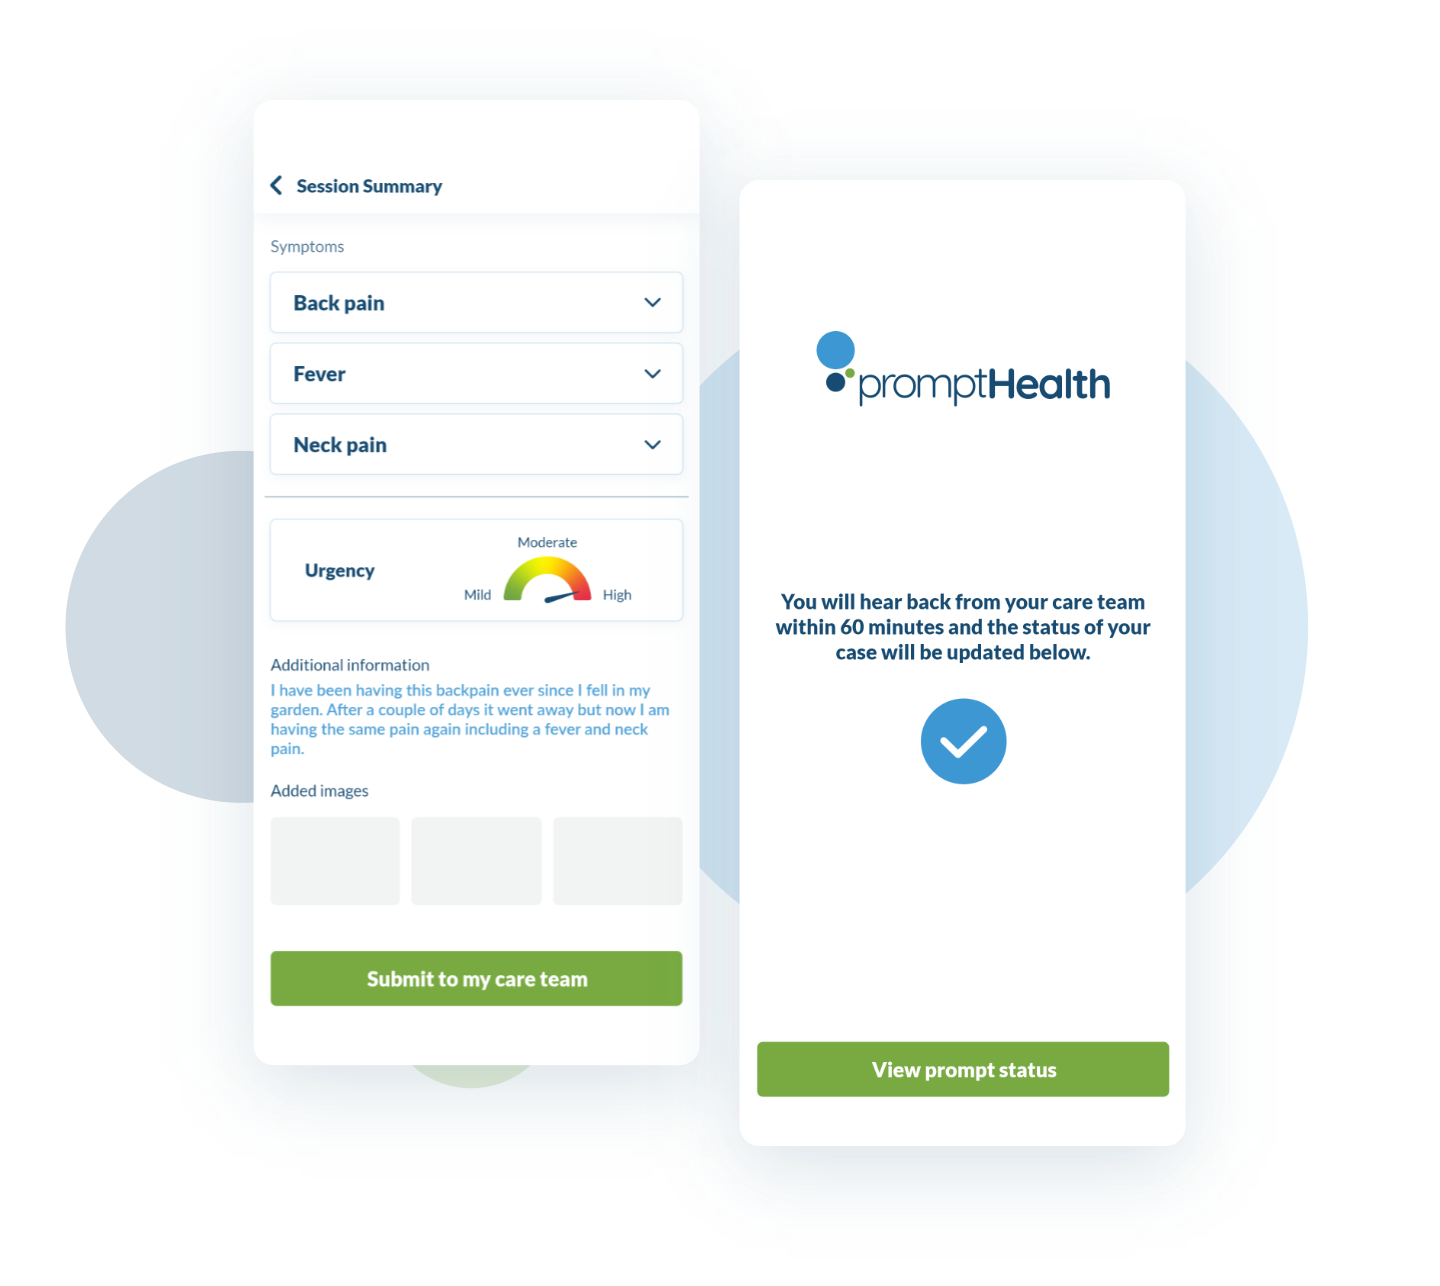 Session Summary
Symptoms
Back pain
Fever
Neck pain
Urgency
Moderate
Mild
High
Additional information
I have been having this backpain ever since I fell in my
garden. After a couple of days it went away but now I am
having the same pain again including a fever and neck
pain.
Added images
Submit to my care team
promptHealth
You will hear back from your care team
within 60 minutes and the status of your
case will be updated below.
View prompt status